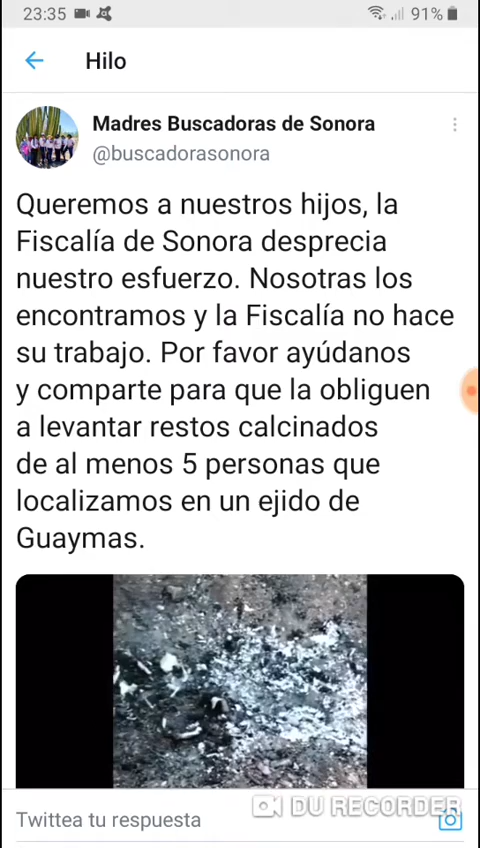 23:35
91%
Hilo
Madres Buscadoras de Sonora
@buscadorasonora
Queremos a nuestros hijos, la
Fiscalía de Sonora desprecia
nuestro esfuerzo. Nosotras los
encontramos y la Fiscalía no hace
su trabajo. Por favor ayúdanos
y comparte para que la obliguen
a levantar restos calcinados
de al menos 5 personas que
localizamos en un ejido de
Guaymas.
Twittea tu respuesta
DU RECORDER